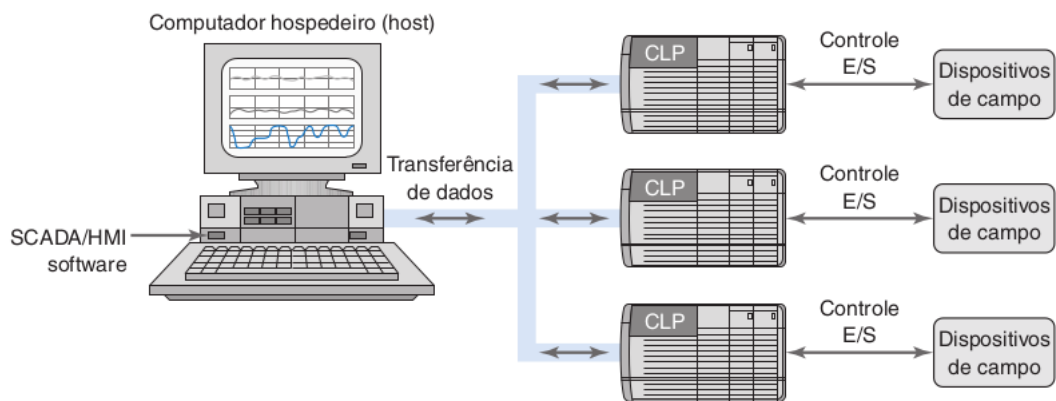 Computador hospedeiro (host)
Transferência
de dados
SCADA/HMI
software
CLP
Controle
E/S
Dispositivos
de campo
CLP
Controle
E/S
Dispositivos
de campo
CLP
Controle
E/S
Dispositivos
de campo